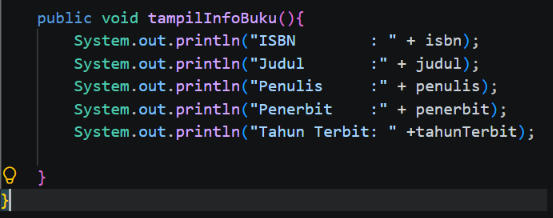 public void tampilInfoBuku(){
System.out.println("ISBN        : " + isbn);
System.out.println("Judul       :" + judul);
System.out.println("Penulis     :" + penulis);
System.out.println("Penerbit    :" + penerbit);
System.out.println("Tahun Terbit: " +tahunTerbit);
}
}